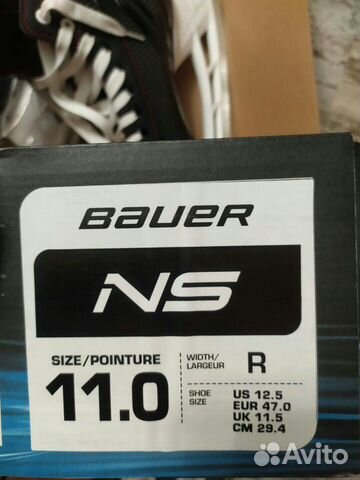 BAUER
NS
SIZE/POINTURE
11.0
WIDTH/
LARGEUR
R
SHOE
SIZE
US 12.5
EUR 47.0
UK 11.5
CM 29.4
Avito